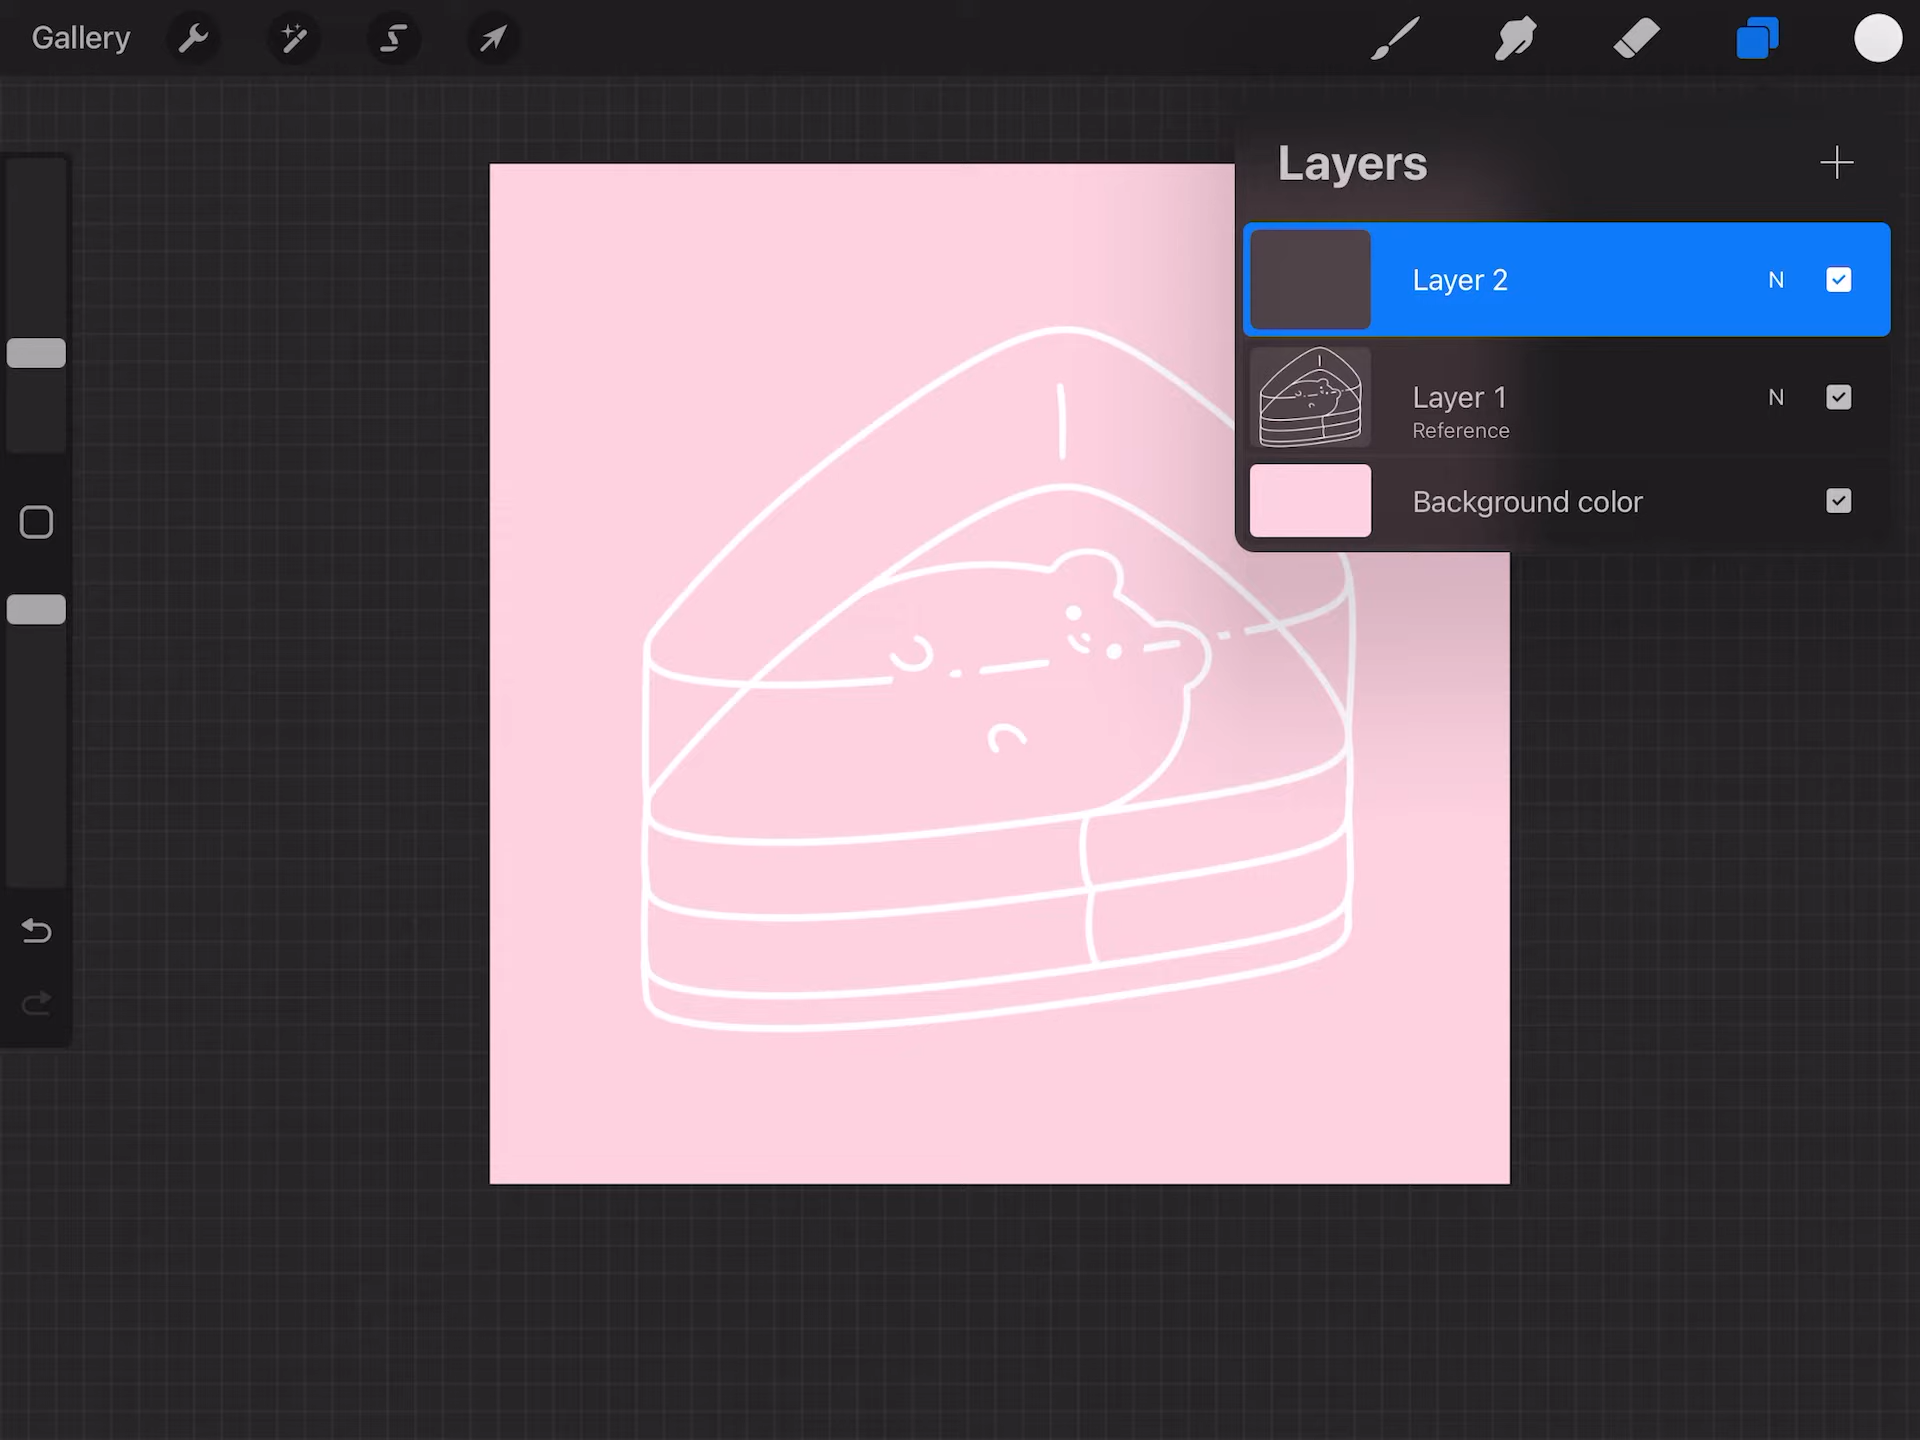 Gallery
Layers
Layer 2 N
Layer 1 N
Reference
Background color